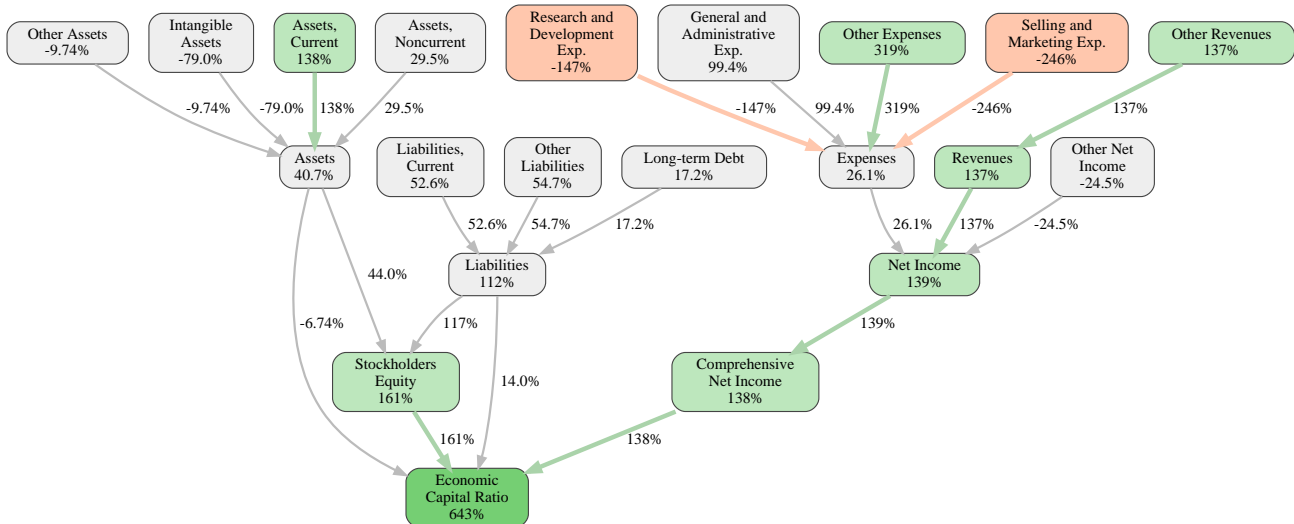 Other Assets
-9.74%
Intangible
Assets
-79.0%
Assets,
Current
138%
Assets,
Noncurrent
29.5%
Research and
Development
Exp.
-147%
General and
Administrative
Exp.
99.4%
Other Expenses
319%
Selling and
Marketing Exp.
-246%
Other Revenues
137%
-9.74%
-79.0%
138%
29.5%
-147%
99.4%
319%
-246%
137%
Assets
40.7%
Liabilities,
Current
52.6%
Other
Liabilities
54.7%
Long-term Debt
17.2%
Expenses
26.1%
Revenues
137%
Other Net
Income
-24.5%
52.6%
54.7%
17.2%
26.1%
137%
-24.5%
Liabilities
112%
Net Income
139%
44.0%
-6.74%
117%
14.0%
139%
Stockholders
Equity
161%
Comprehensive
Net Income
138%
161%
138%
Economic
Capital Ratio
643%